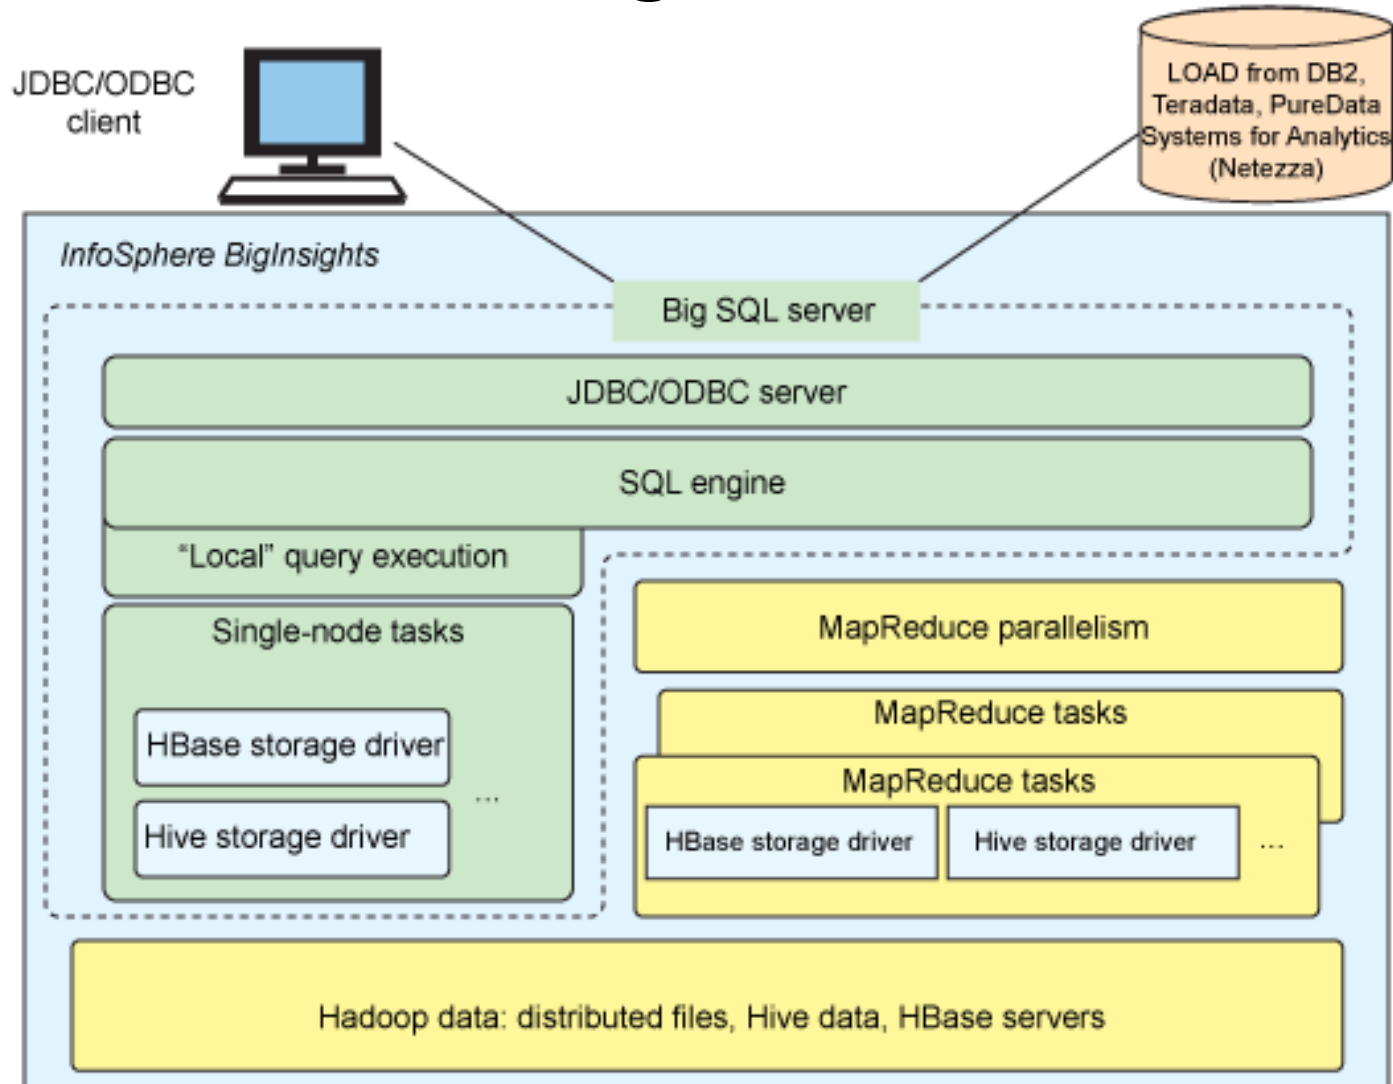 JDBC/ODBC
client
LOAD from DB2,
Teradata, PureData
Systems for Analytics
(Netezza)
InfoSphere BigInsights
Big SQL server
JDBC/ODBC server
SQL engine
“Local” query execution
Single-node tasks
HBase storage driver
...
Hive storage driver
MapReduce parallelism
MapReduce tasks
MapReduce tasks
HBase storage driver
Hive storage driver
...
Hadoop data: distributed files, Hive data, HBase servers